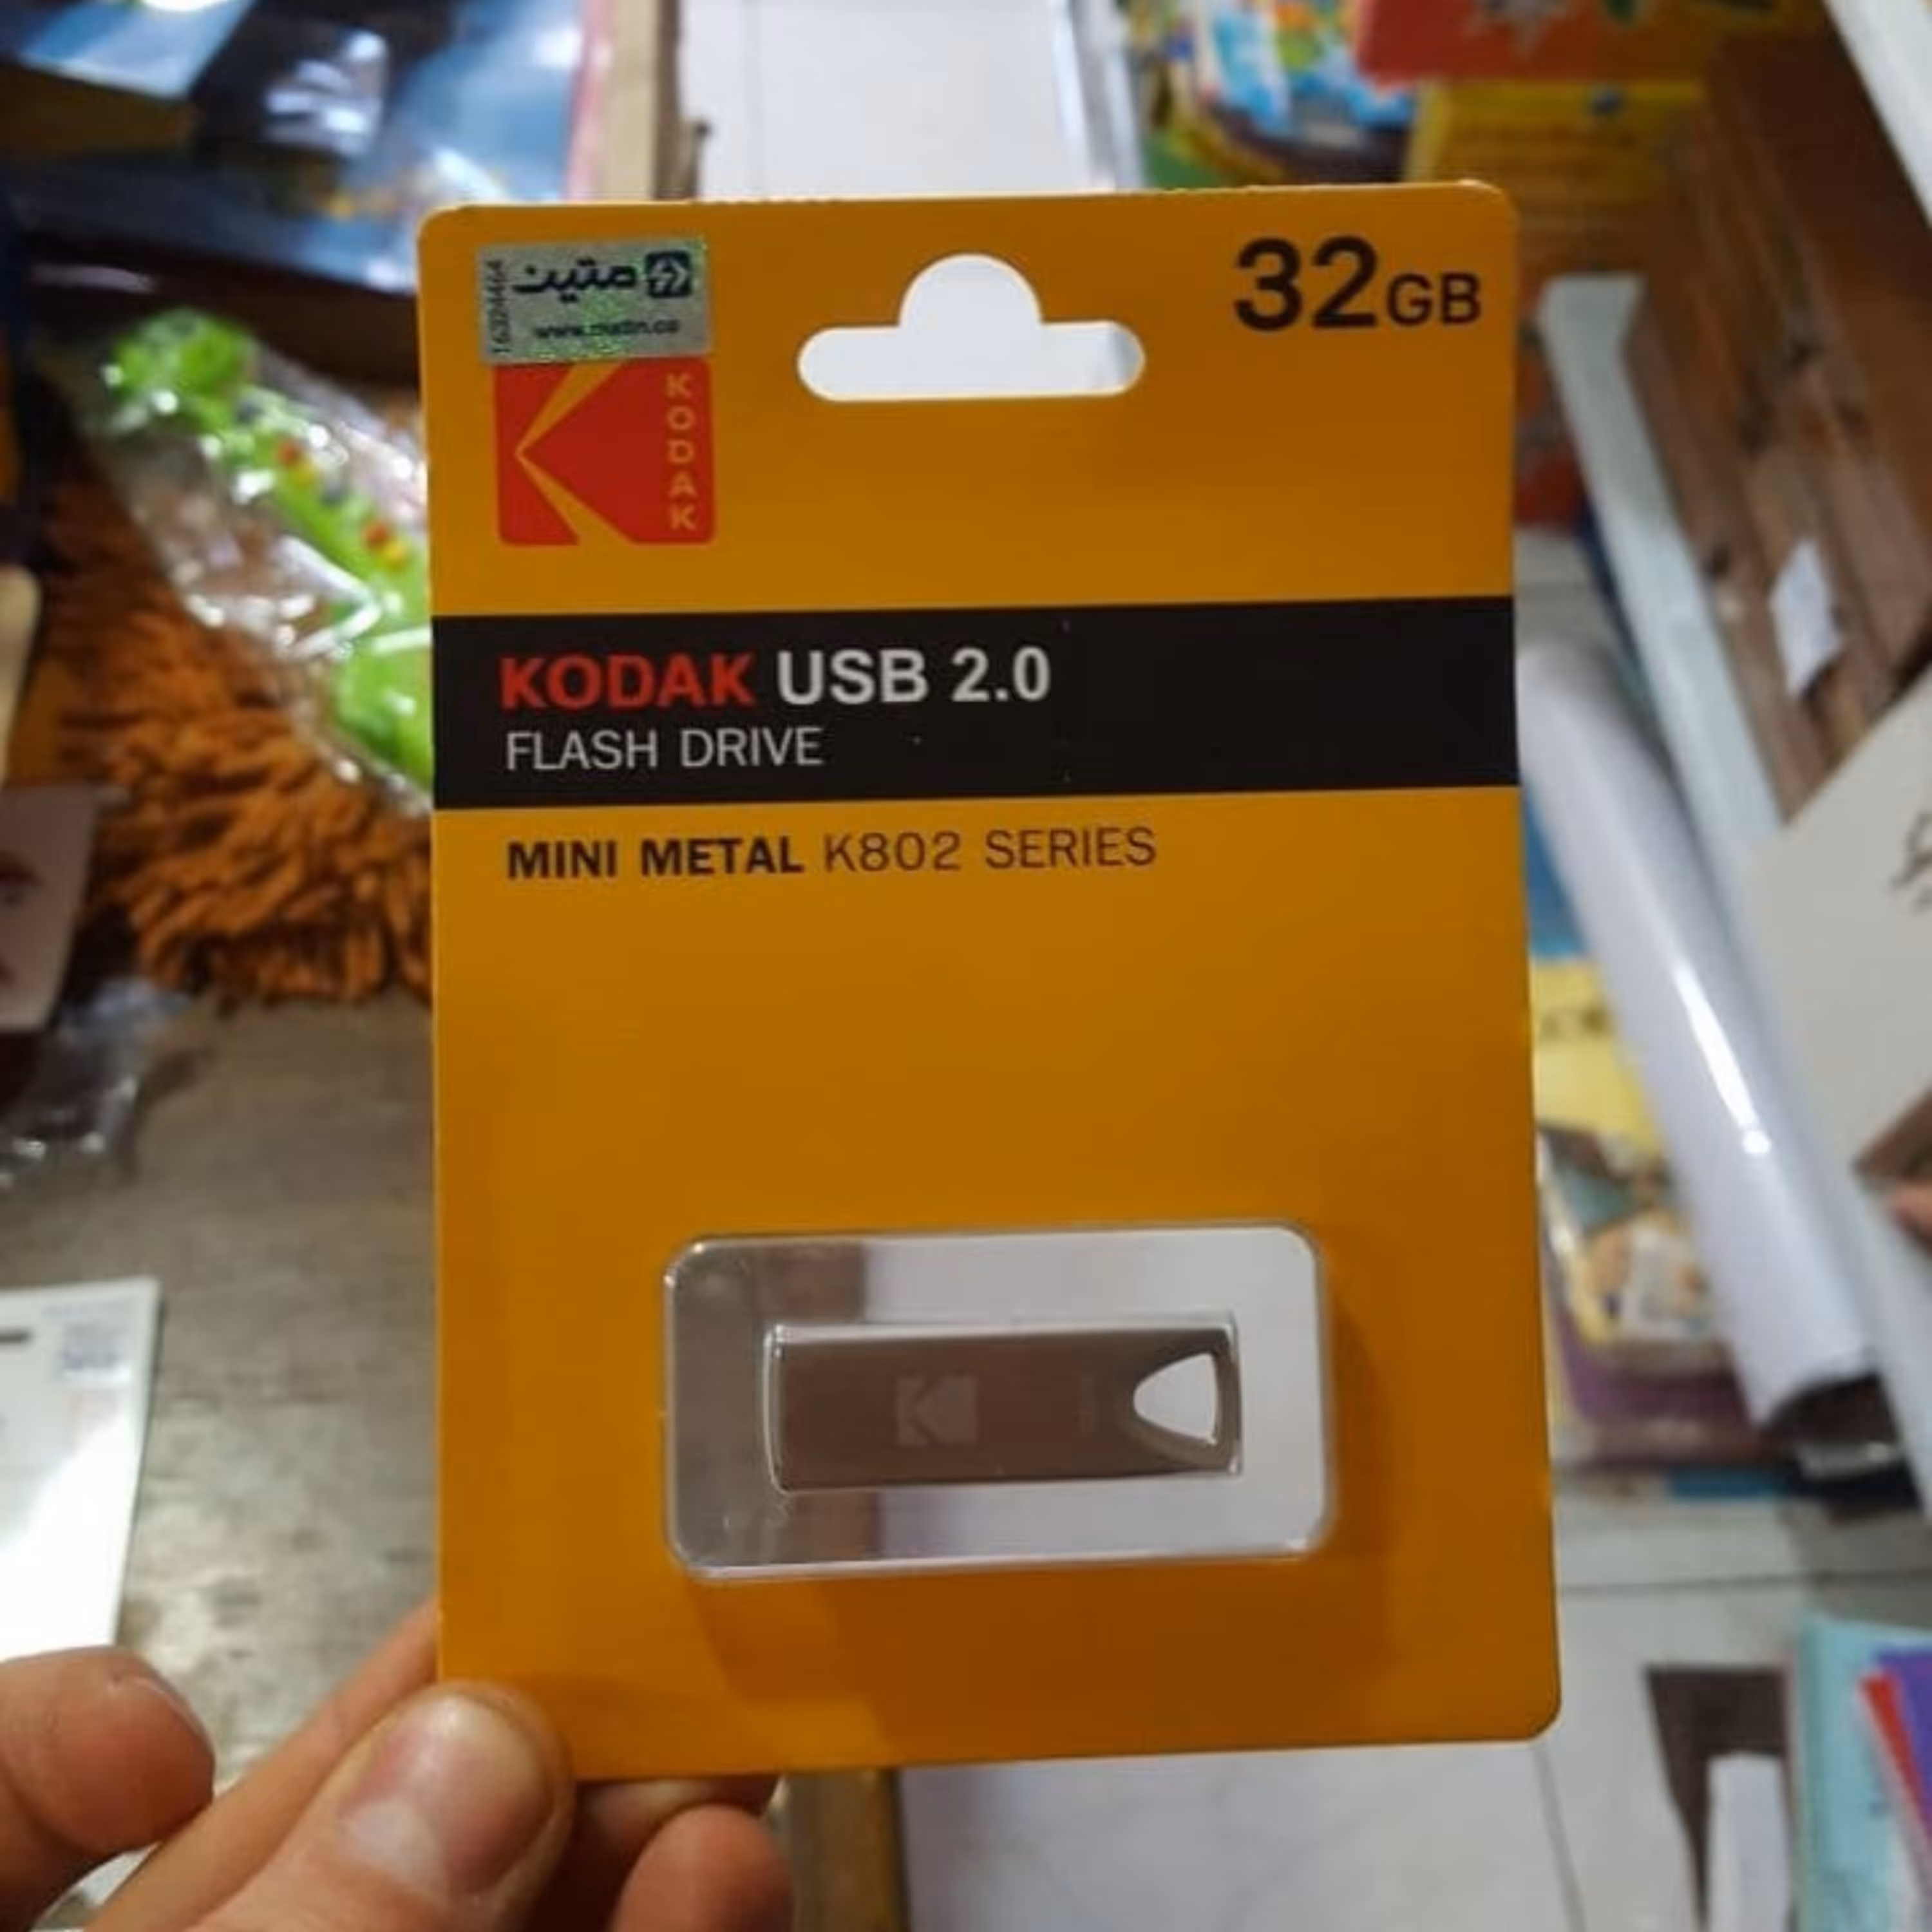 متین
www.matin.co
32GB
KODAK
KODAK USB 2.0
FLASH DRIVE
MINI METAL K802 SERIES